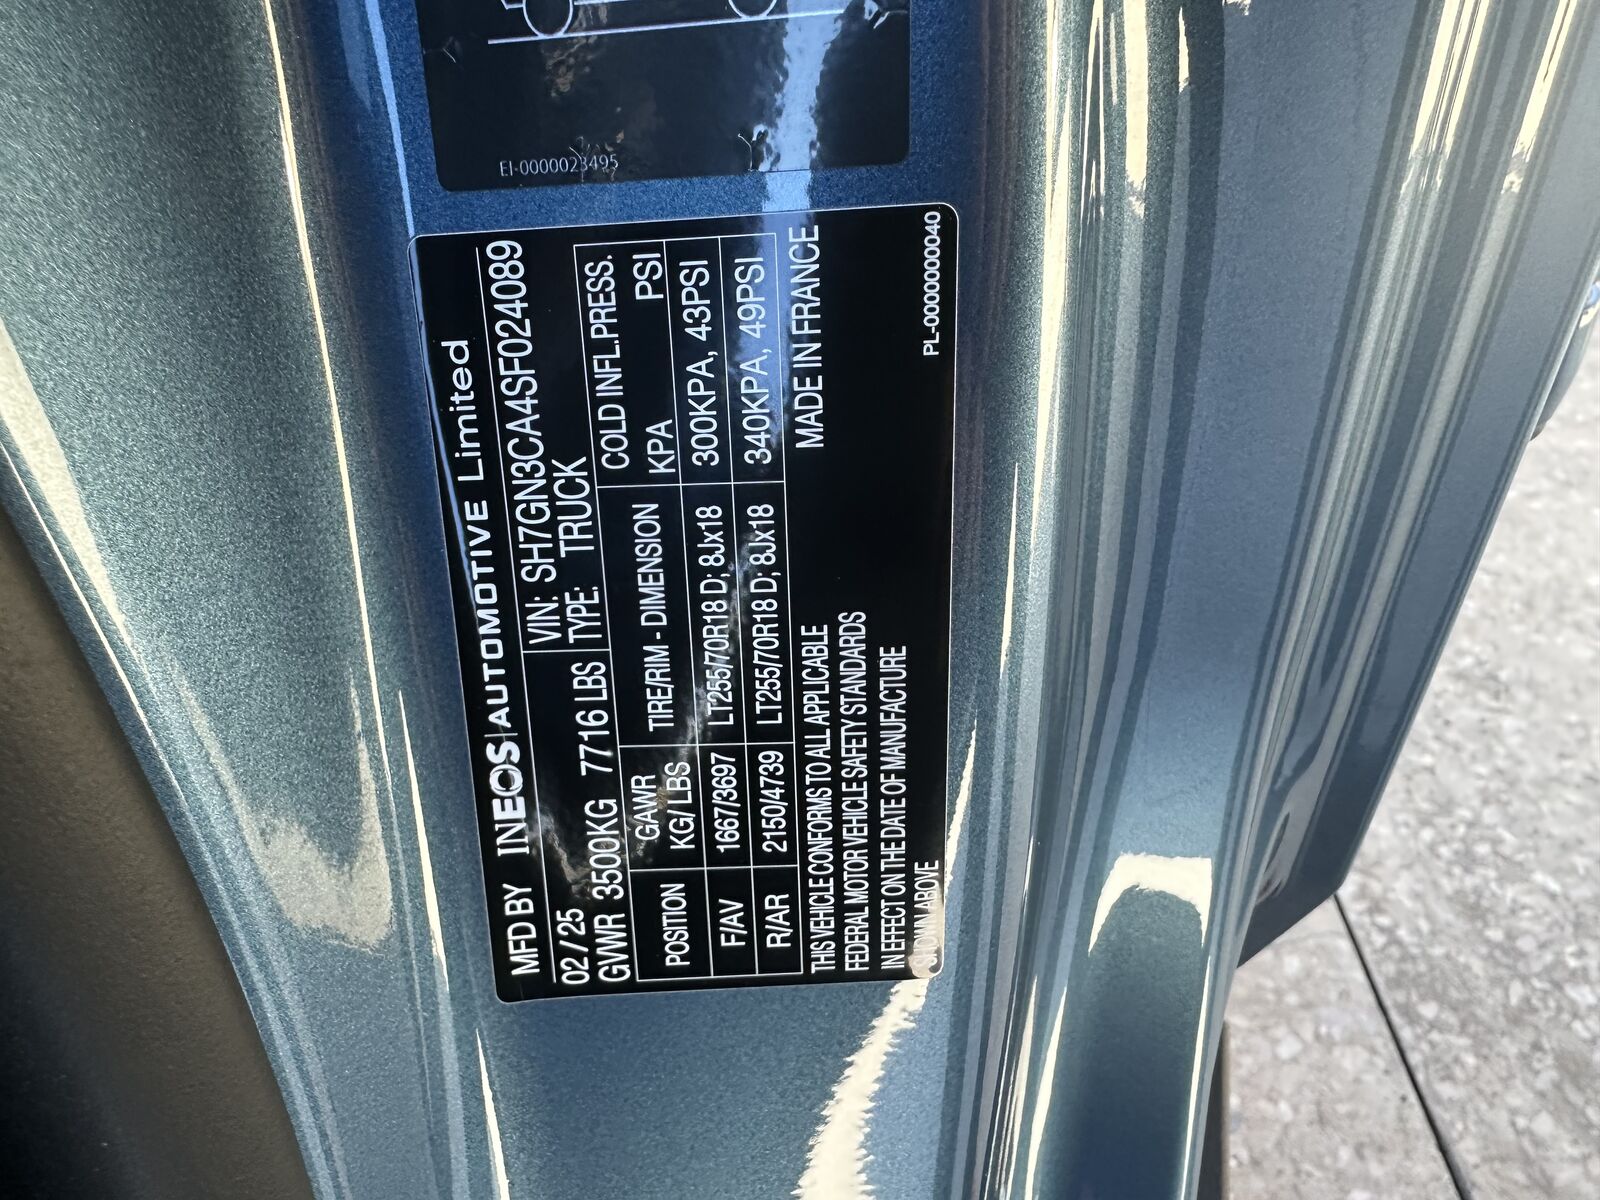 EI-0000023495
MFD BY INEOS|AUTOMOTIVE Limited
02 / 25 VIN: SH7GN3CA4SF024089
GVWR 3500KG 7716 LBS TYPE: TRUCK
POSITION GAWR KG/LBS TIRE/RIM - DIMENSION COLD INFL.PRESS. KPA PSI
F/AV 1667/3697 LT255/70R18 D; 8Jx18 300KPA, 43PSI
R/AR 2150/4739 LT255/70R18 D; 8Jx18 340KPA, 49PSI
THIS VEHICLE CONFORMS TO ALL APPLICABLE MADE IN FRANCE
FEDERAL MOTOR VEHICLE SAFETY STANDARDS
IN EFFECT ON THE DATE OF MANUFACTURE
SHOWN ABOVE
PL-0000000040